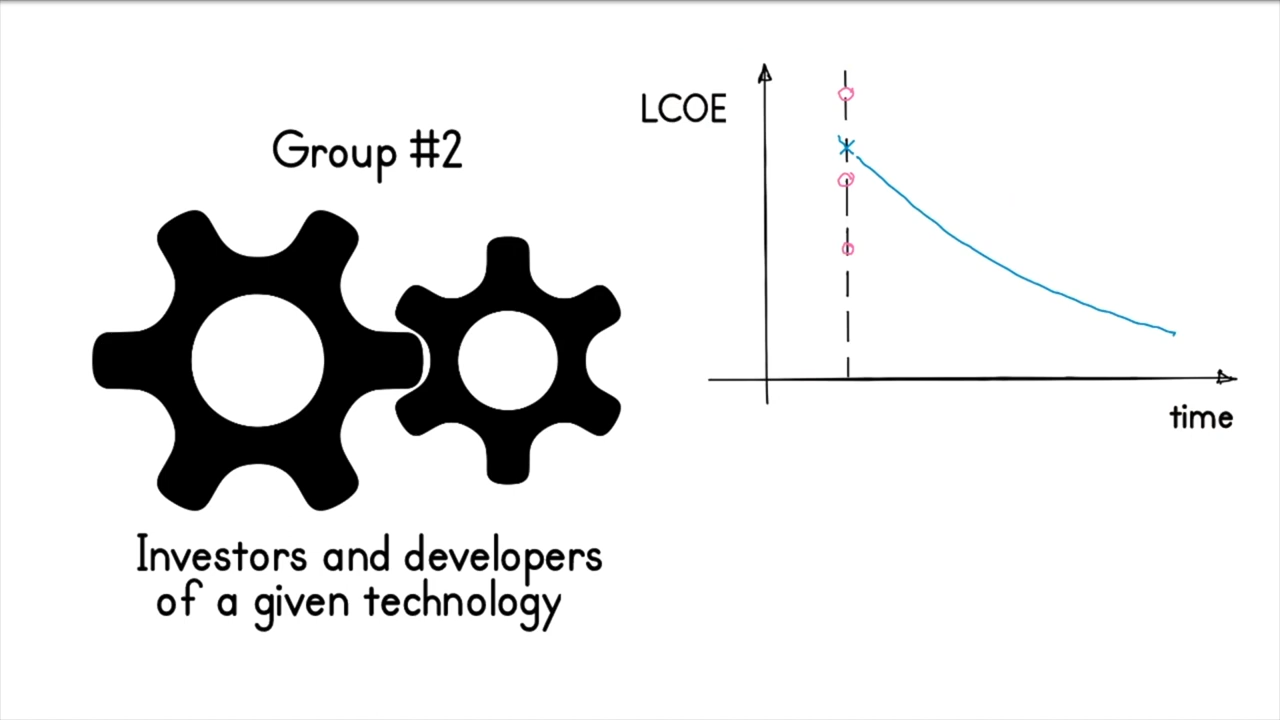 Group #2
Investors and developers
of a given technology
LCOE
time